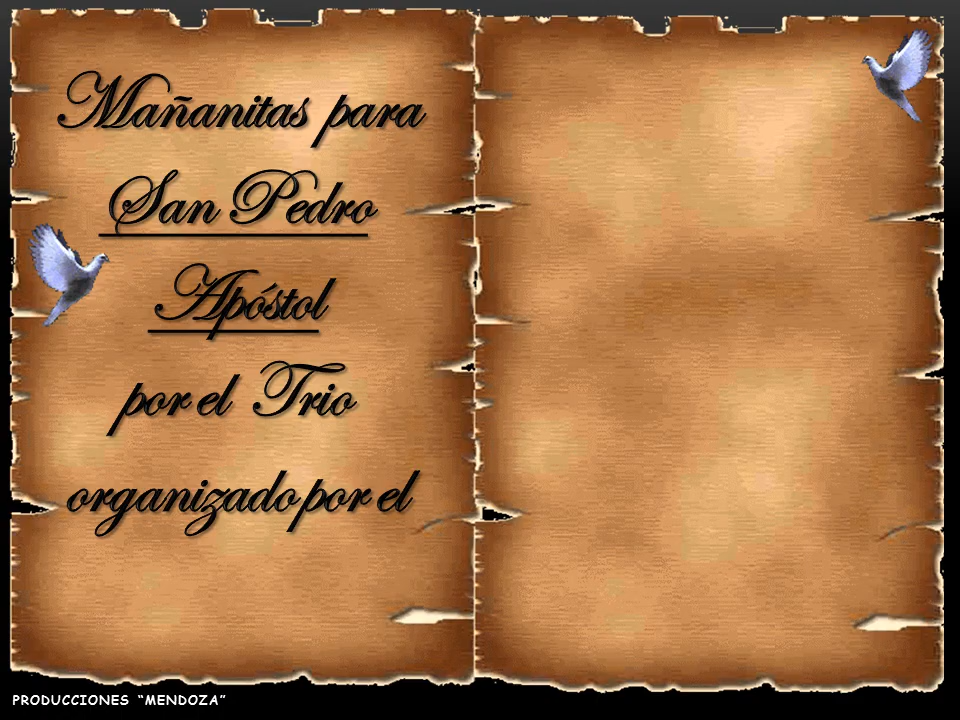 Mañanitas para
San Pedro
Apóstol
por el Trio
organizado por el
PRODUCCIONES “MENDOZA”